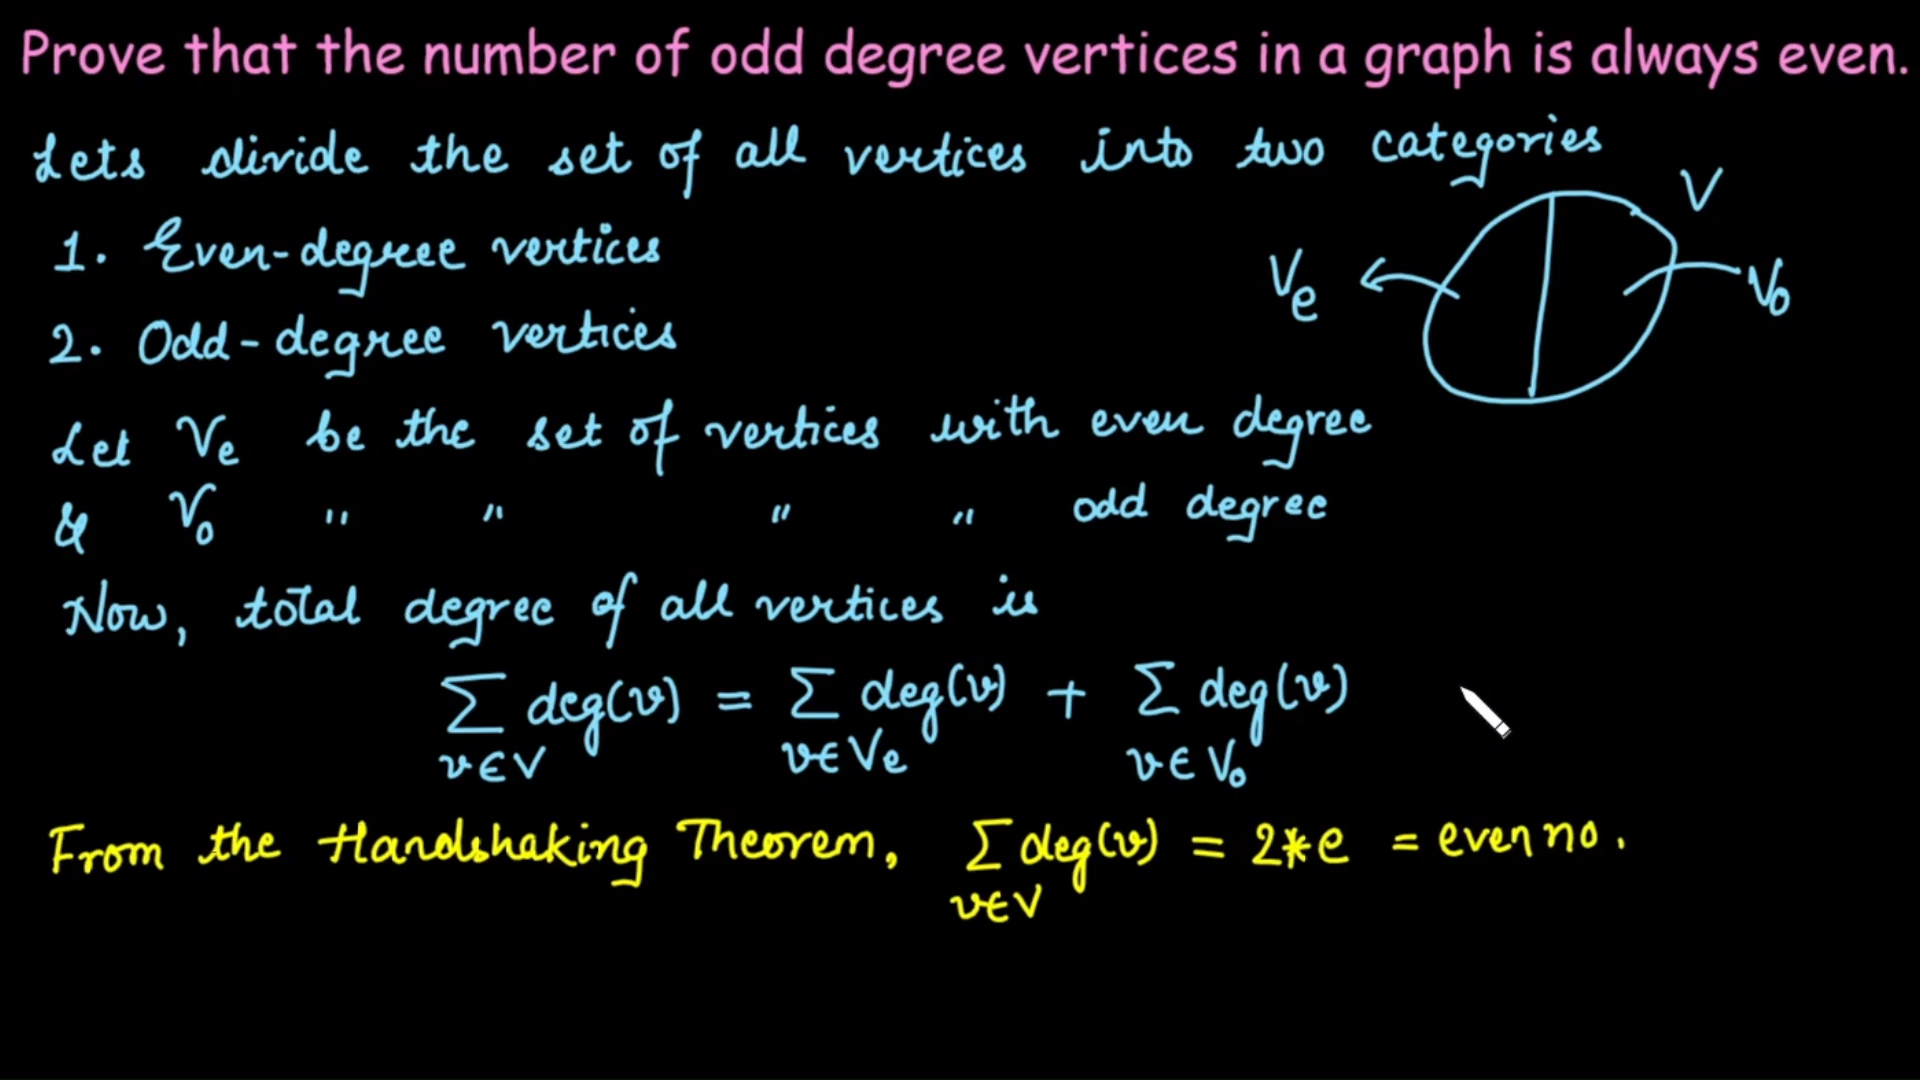 Prove that the number of odd degree vertices in a graph is always even.
Lets divide the set of all vertices into two categories
V
1. Even-degree vertices
Ve
Vo
2. Odd-degree vertices
Let Ve be the set of vertices with even degree
& Vo " " " " odd degree
Now, total degree of all vertices is
∑ deg(v) = ∑ deg(v) + ∑ deg(v)
v∈V v∈Ve v∈Vo
From the Handshaking Theorem, ∑ deg(v) = 2*e = even no.
v∈V